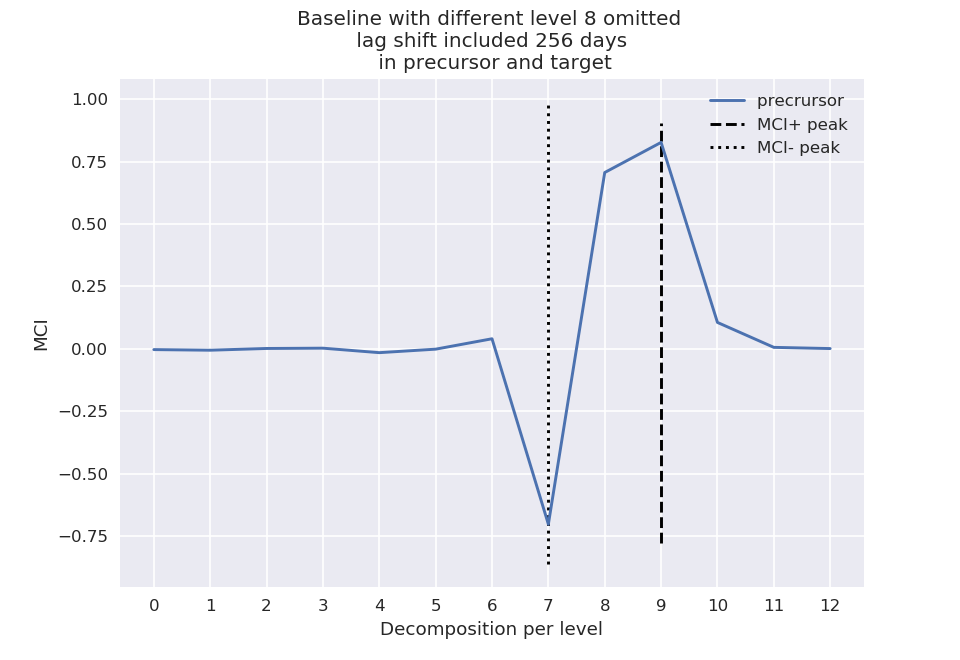 Baseline with different level 8 omitted
lag shift included 256 days
in precursor and target
precrursor
MCI+ peak
MCI- peak
1.00
0.75
0.50
0.25
0.00
−0.25
−0.50
−0.75
MCI
0 1 2 3 4 5 6 7 8 9 10 11 12
Decomposition per level